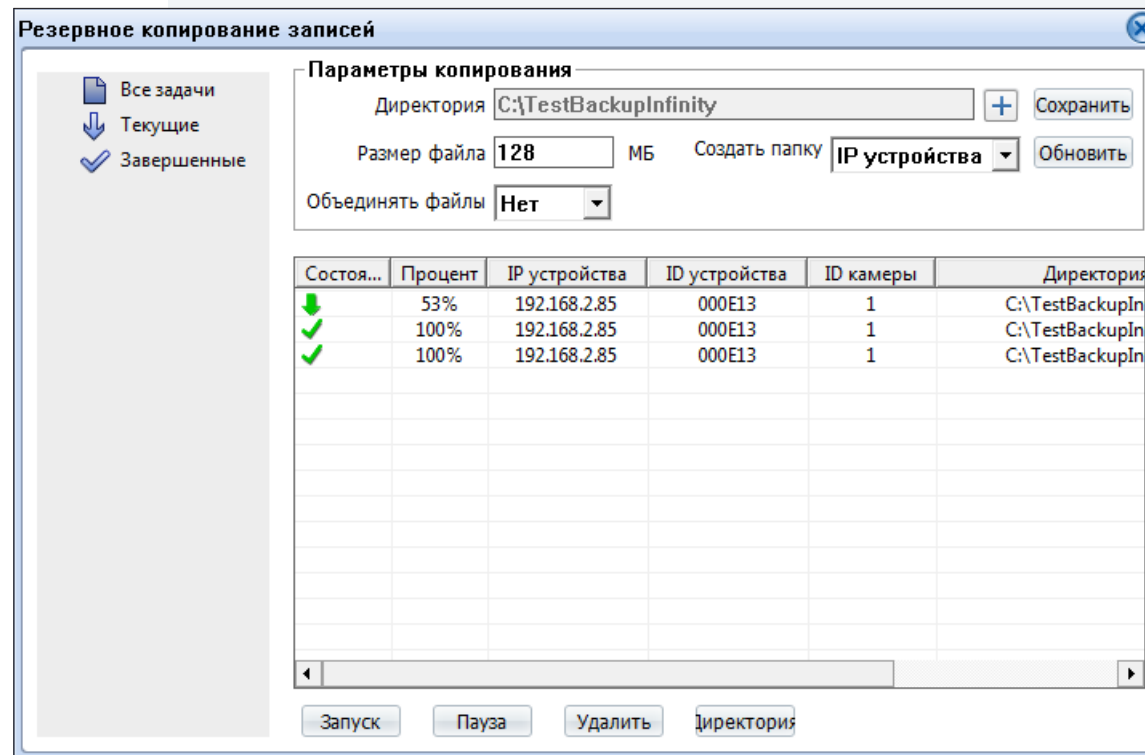 Резервное копирование записей
Все задачи
Текущие
Завершенные
Параметры копирования
Директория C:\TestBackupInfinity Сохранить
Размер файла 128 МБ Создать папку IP устройства Обновить
Объединять файлы Нет
Состоя... Процент IP устройства ID устройства ID камеры Директория
53% 192.168.2.85 000E13 1 C:\TestBackupIn
100% 192.168.2.85 000E13 1 C:\TestBackupIn
100% 192.168.2.85 000E13 1 C:\TestBackupIn
Запуск Пауза Удалить Директория